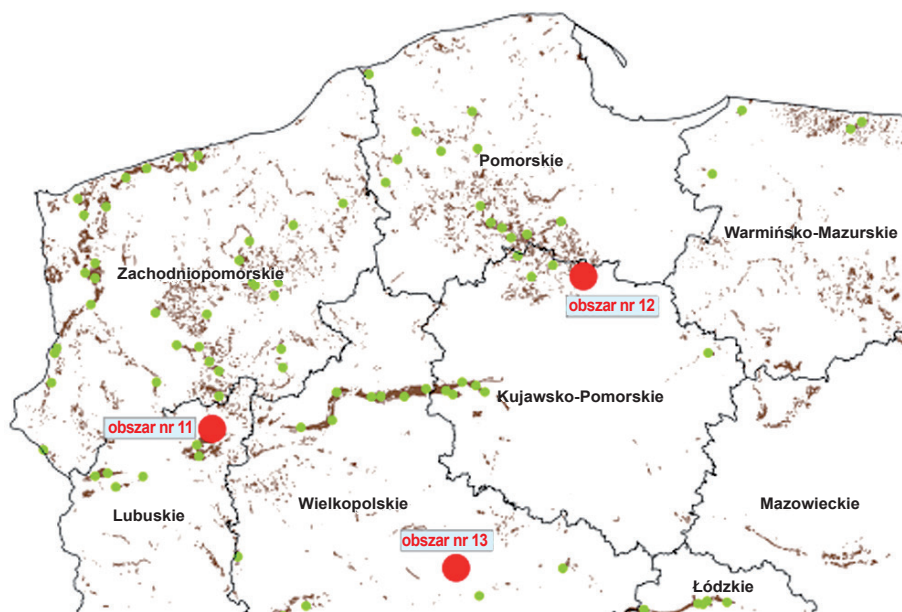 Pomorskie
Warmińsko-Mazurskie
Zachodniopomorskie
obszar nr 12
Kujawsko-Pomorskie
obszar nr 11
Wielkopolskie
Mazowieckie
Lubuskie
obszar nr 13
Łódzkie